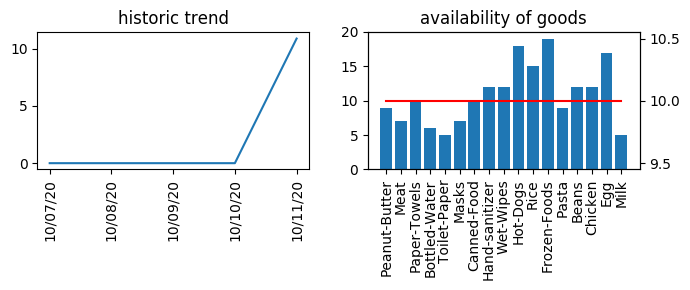 historic trend
10
5
0
10/07/20
10/08/20
10/09/20
10/10/20
10/11/20
availability of goods
20
15
10
5
0
10.5
10.0
9.5
Peanut-Butter
Meat
Paper-Towels
Bottled-Water
Toilet-Paper
Masks
Canned-Food
Hand-sanitizer
Wet-Wipes
Hot-Dogs
Rice
Frozen-Foods
Pasta
Beans
Chicken
Egg
Milk